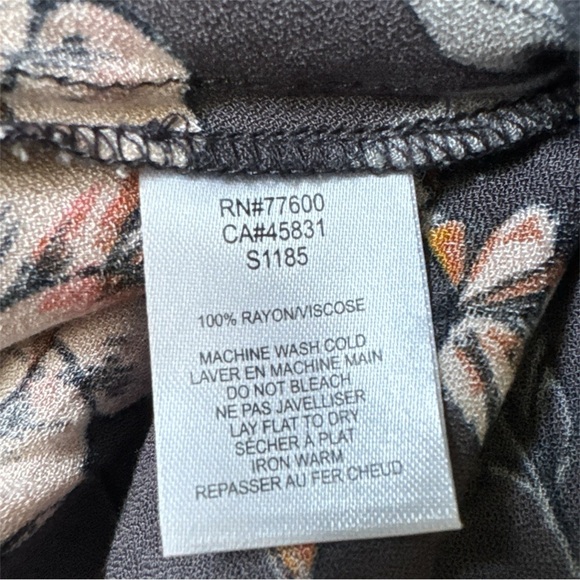 RN#77600
CA#45831
S1185
100% RAYON/VISCOSE
MACHINE WASH COLD
LAVER EN MACHINE MAIN
DO NOT BLEACH
NE PAS JAVELLISER
LAY FLAT TO DRY
SÉCHER À PLAT
IRON WARM
REPASSER AU FER CHEUD